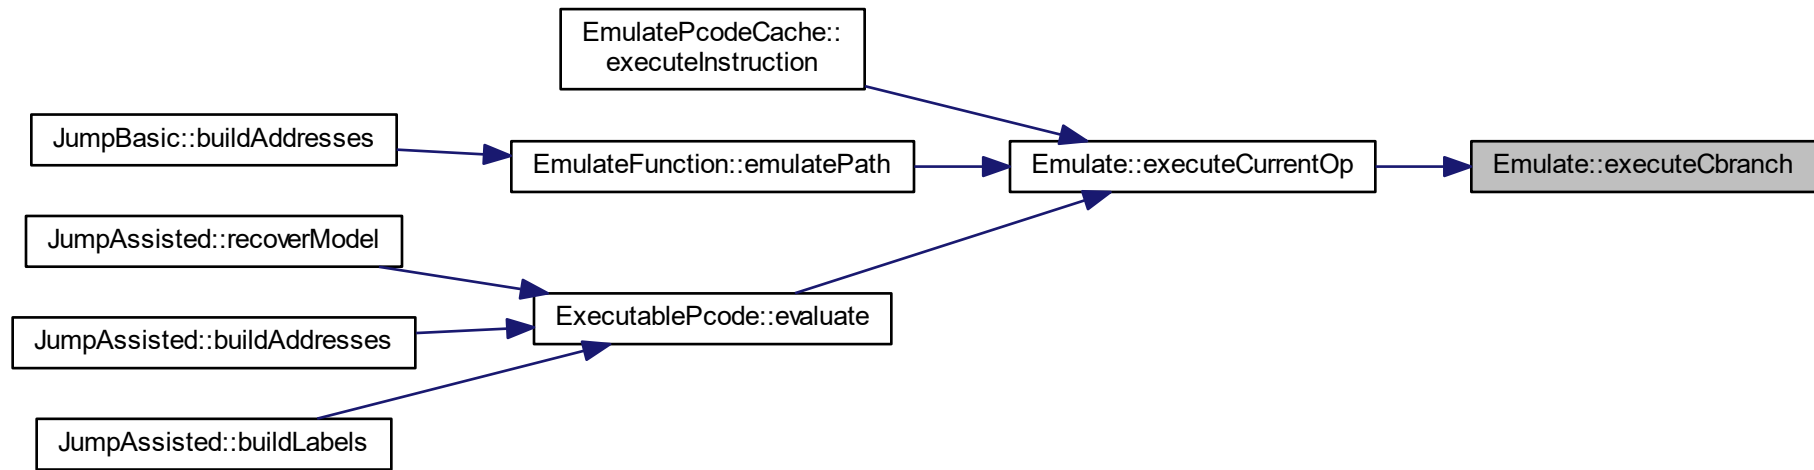 EmulatePcodeCache::
executeInstruction
JumpBasic::buildAddresses
EmulateFunction::emulatePath
Emulate::executeCurrentOp
Emulate::executeCbranch
JumpAssisted::recoverModel
ExecutablePcode::evaluate
JumpAssisted::buildAddresses
JumpAssisted::buildLabels